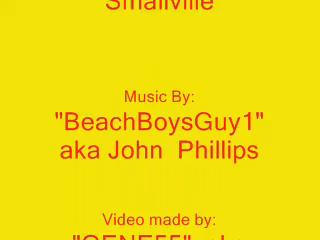 Smallville
Music By:
"BeachBoysGuy1"
aka John Phillips
Video made by: